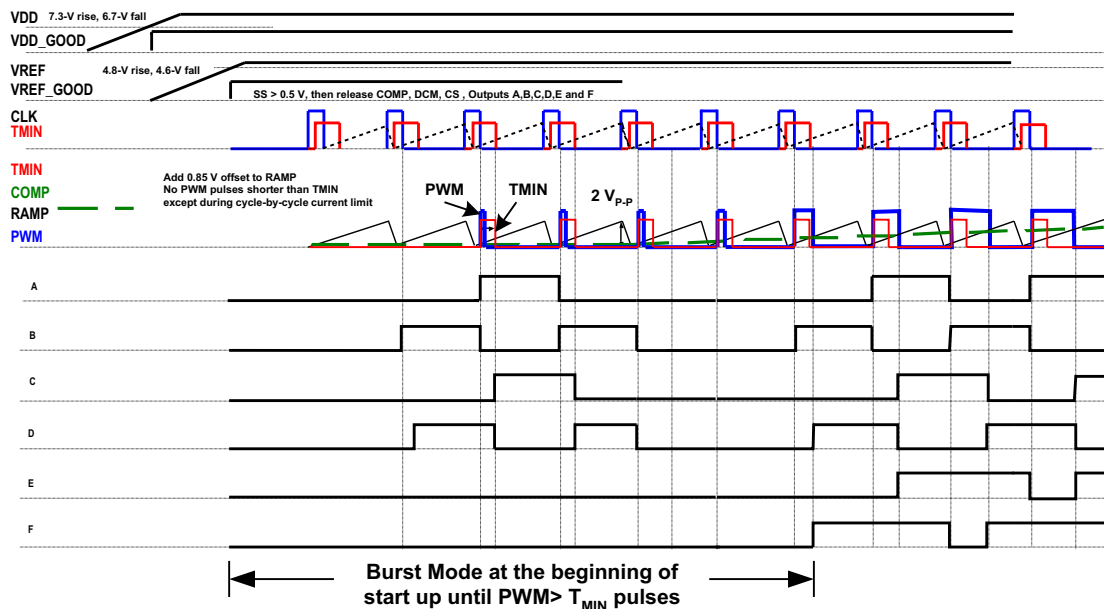 VDD 7.3-V rise, 6.7-V fall
VDD_GOOD
VREF 4.8-V rise, 4.6-V fall
VREF_GOOD
SS > 0.5 V, then release COMP, DCM, CS , Outputs A,B,C,D,E and F
CLK
TMIN
TMIN
COMP
RAMP
PWM
Add 0.85 V offset to RAMP
No PWM pulses shorter than TMIN
except during cycle-by-cycle current limit
PWM TMIN 2 VP-P
A
B
C
D
E
F
Burst Mode at the beginning of
start up until PWM> TMIN pulses